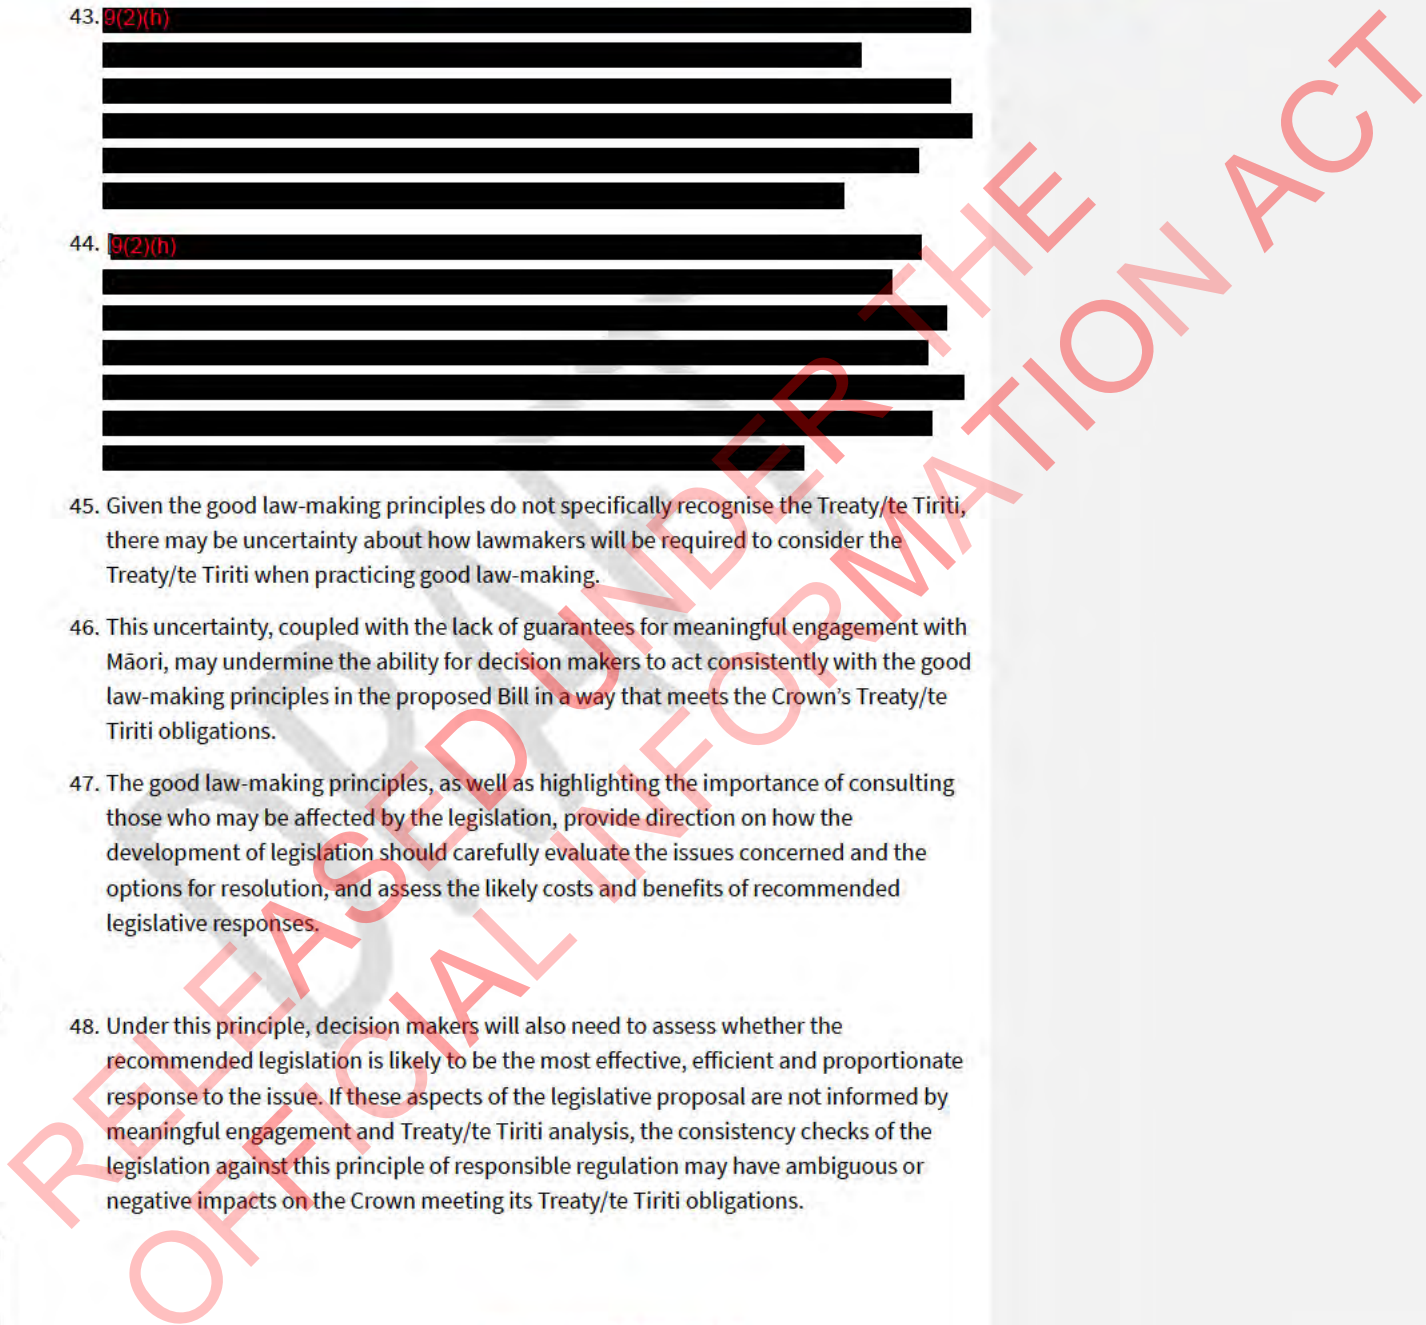 43. 9(2)(h)
44. 9(2)(h)
45. Given the good law-making principles do not specifically recognise the Treaty/te Tiriti,
there may be uncertainty about how lawmakers will be required to consider the
Treaty/te Tiriti when practicing good law-making.
46. This uncertainty, coupled with the lack of guarantees for meaningful engagement with
Māori, may undermine the ability for decision makers to act consistently with the good
law-making principles in the proposed Bill in a way that meets the Crown’s Treaty/te
Tiriti obligations.
47. The good law-making principles, as well as highlighting the importance of consulting
those who may be affected by the legislation, provide direction on how the
development of legislation should carefully evaluate the issues concerned and the
options for resolution, and assess the likely costs and benefits of recommended
legislative responses.
48. Under this principle, decision makers will also need to assess whether the
recommended legislation is likely to be the most effective, efficient and proportionate
response to the issue. If these aspects of the legislative proposal are not informed by
meaningful engagement and Treaty/te Tiriti analysis, the consistency checks of the
legislation against this principle of responsible regulation may have ambiguous or
negative impacts on the Crown meeting its Treaty/te Tiriti obligations.
DRAFT
RELEASED UNDER THE
OFFICIAL INFORMATION ACT